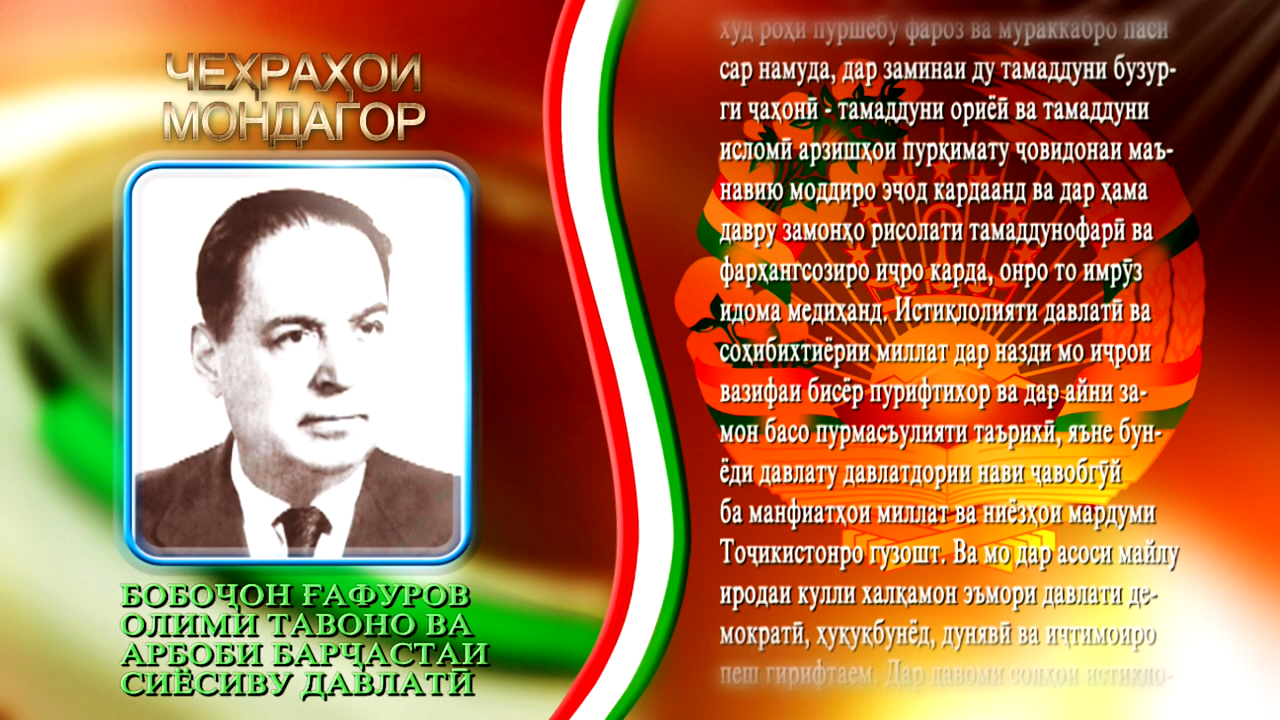 ЧЕҲРАҲОИ
МОНДАГОР
БОБОҶОН ҒАФУРОВ
ОЛИМИ ТАВОНО ВА
АРБОБИ БАРҶАСТАИ
СИЁСИВУ ДАВЛАТӢ
худ роҳи пуршебу фароз ва мураккабро паси
сар намуда, дар заминаи ду тамаддуни бузур-
ги ҷаҳонӣ - тамаддуни ориёӣ ва тамаддуни
исломӣ арзишҳои пурқимату ҷовидонаи маъ-
навию моддиро эҷод кардаанд ва дар ҳама
давру замонҳо рисолати тамаддунофарӣ ва
фарҳангсозиро иҷро карда, онро то имрӯз
идома медиҳанд. Истиқлолияти давлатӣ ва
соҳибихтиёрии миллат дар назди мо иҷрои
вазифаи бисёр пурифтихор ва дар айни за-
мон басо пурмасъулияти таърихӣ, яъне бун-
ёди давлату давлатдории нави ҷавобгӯй
ба манфиатҳои миллат ва ниёзҳои мардуми
Тоҷикистонро гузошт. Ва мо дар асоси майлу
иродаи кулли халқамон эъмори давлати де-
мократӣ, ҳуқуқбунёд, дунявӣ ва иҷтимоиро
пеш гирифтаем. Дар давоми солҳои истиқло-